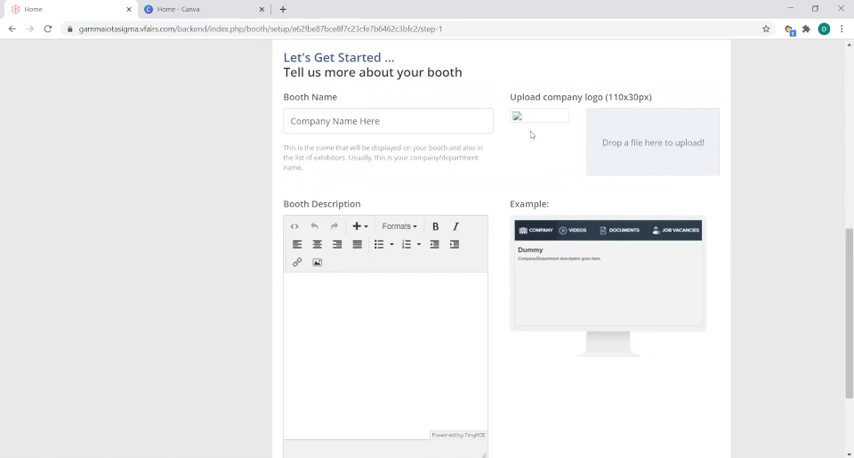 Home
Home - Canva
gammaiotasigma.vfairs.com/backend/index.php/booth/setup/e62fbe87bce8f7c23cfe7b6462c3bfc2/step-1
D
Let's Get Started ...
Tell us more about your booth
Booth Name
Upload company logo (110x30px)
Company Name Here
Drop a file here to upload!
This is the name that will be displayed on your booth and also in
the list of exhibitors. Usually, this is your company/department
name.
Booth Description
Example:
Formats
B
I
COMPANY
VIDEOS
DOCUMENTS
JOB VACANCIES
Dummy
Company/Department description goes here
Powered by TinyMCE